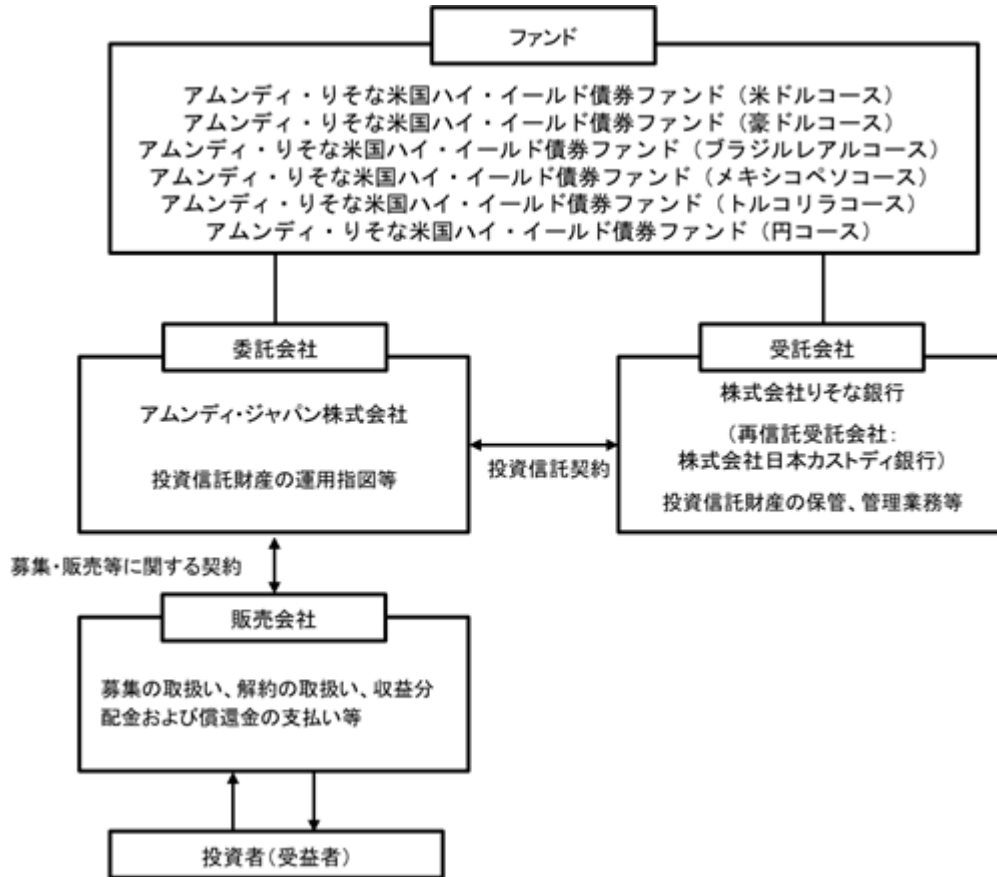 ファンド
アムンディ・りそな米国ハイ・イールド債券ファンド（米ドルコース）
アムンディ・りそな米国ハイ・イールド債券ファンド（豪ドルコース）
アムンディ・りそな米国ハイ・イールド債券ファンド（ブラジルレアルコース）
アムンディ・りそな米国ハイ・イールド債券ファンド（メキシコペソコース）
アムンディ・りそな米国ハイ・イールド債券ファンド（トルコリラコース）
アムンディ・りそな米国ハイ・イールド債券ファンド（円コース）
委託会社
アムンディ・ジャパン株式会社
投資信託財産の運用指図等
投資信託契約
受託会社
株式会社りそな銀行
（再信託受託会社：
株式会社日本カストディ銀行）
投資信託財産の保管、管理業務等
募集・販売等に関する契約
販売会社
募集の取扱い、解約の取扱い、収益分
配金および償還金の支払い等
投資者（受益者）